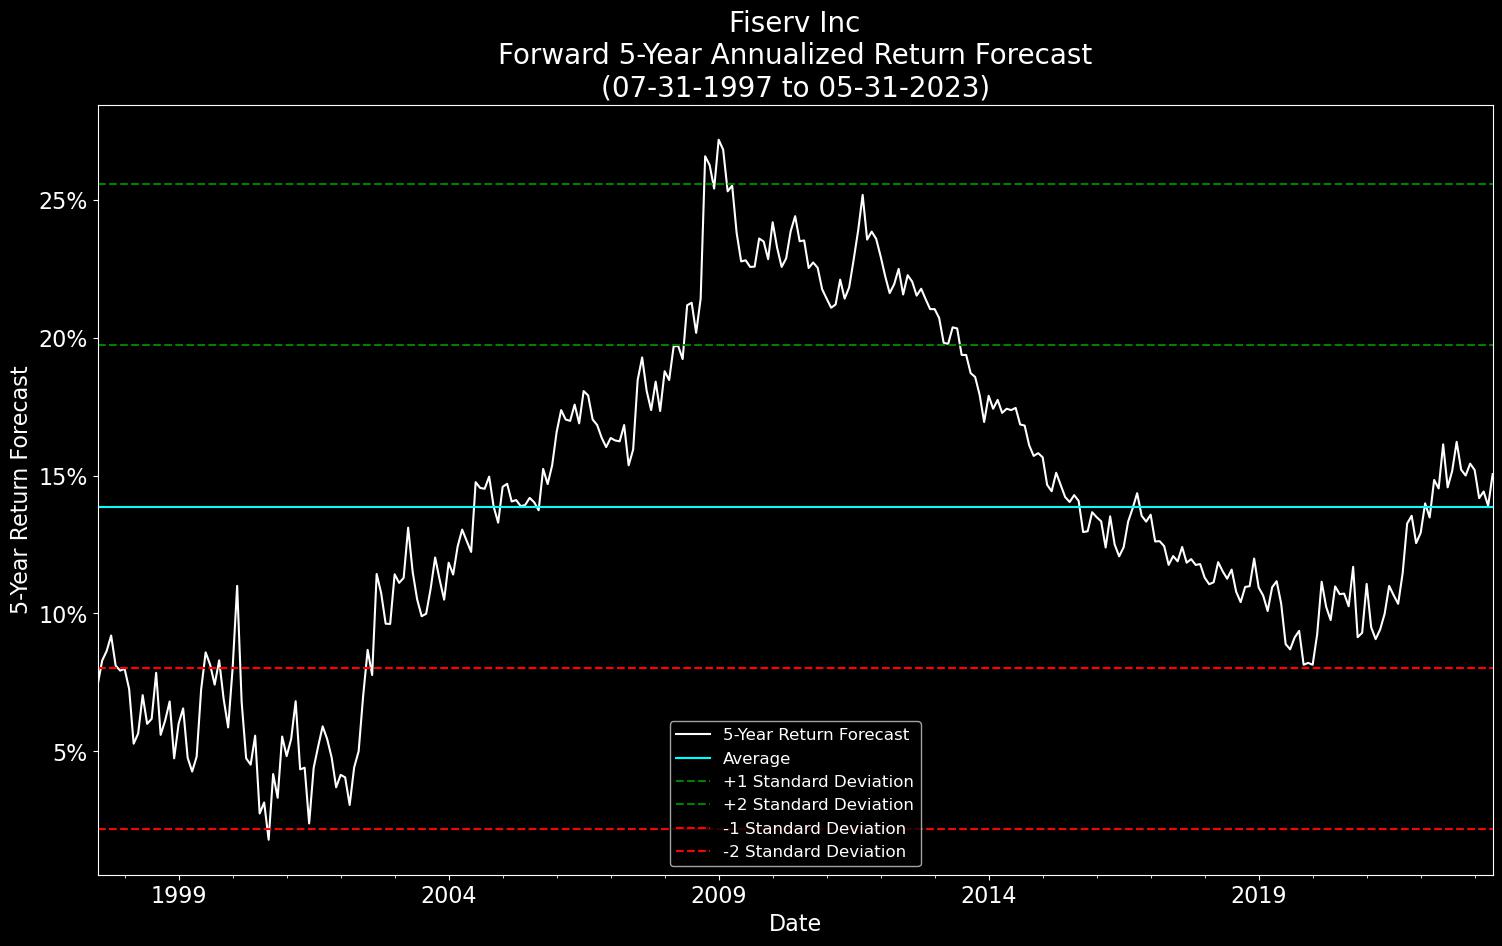 Fiserv Inc
Forward 5-Year Annualized Return Forecast
(07-31-1997 to 05-31-2023)
5-Year Return Forecast
25%
20%
15%
10%
5%
5-Year Return Forecast
Average
+1 Standard Deviation
+2 Standard Deviation
-1 Standard Deviation
-2 Standard Deviation
1999 2004 2009 2014 2019
Date